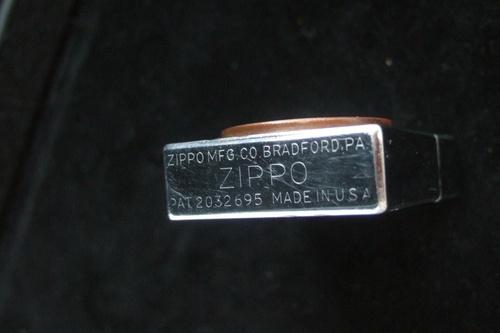 ZIPPO MFG. CO. BRADFORD, PA.
ZIPPO
PAT. 2032695 MADE IN U S A